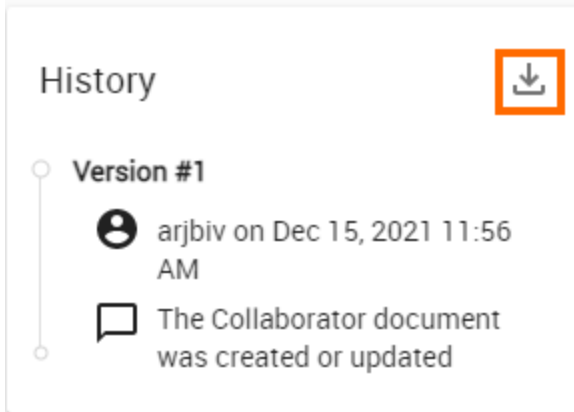 History
Version #1
arjbiv on Dec 15, 2021 11:56
AM
The Collaborator document
was created or updated